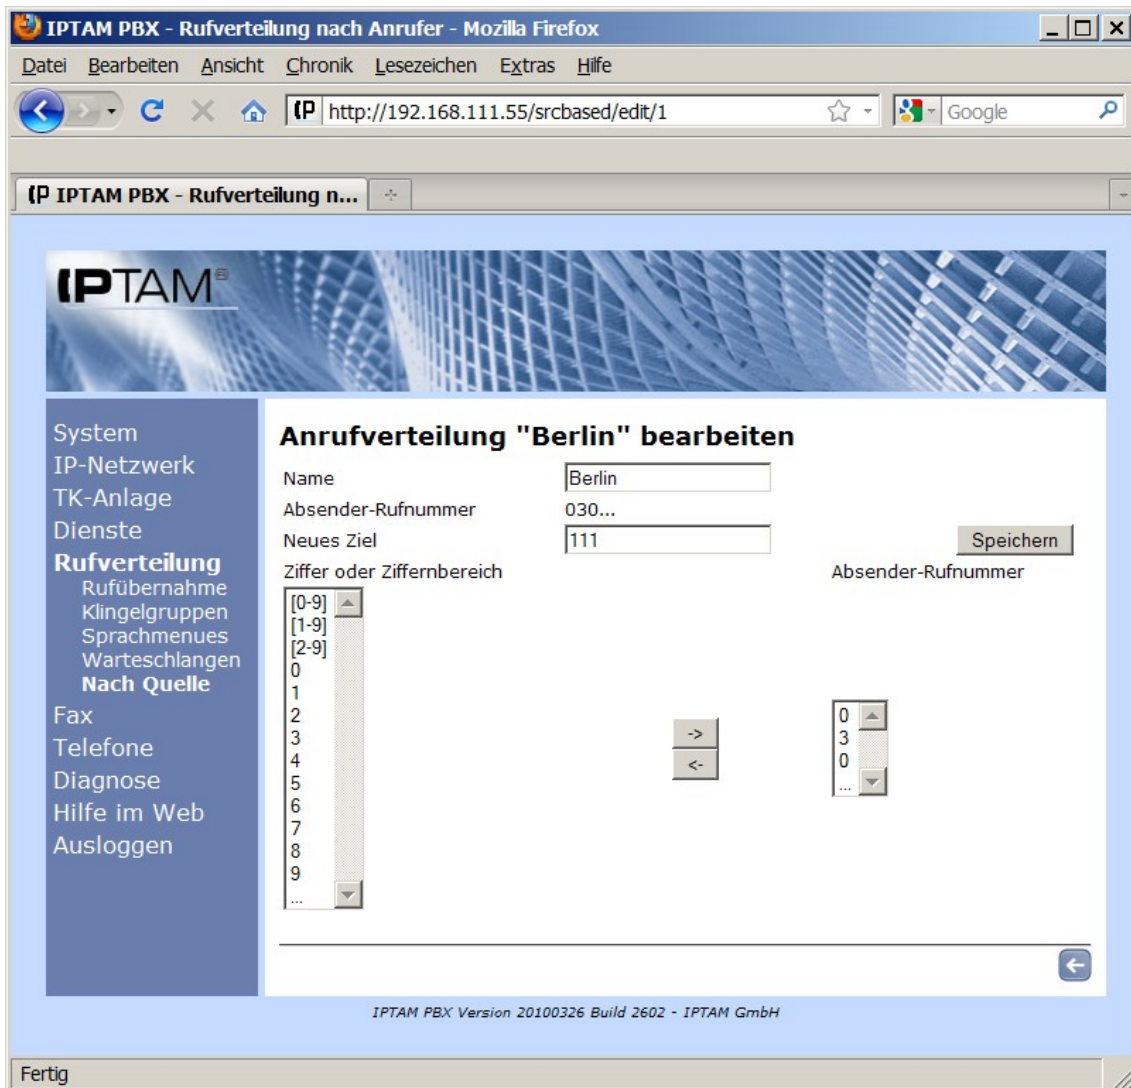 IPTAM PBX - Rufverteilung nach Anrufer - Mozilla Firefox
Datei Bearbeiten Ansicht Chronik Lesezeichen Extras Hilfe
(P http://192.168.111.55/srcbased/edit/1 Google
(P IPTAM PBX - Rufverteilung n...
IPTAM®
System
IP-Netzwerk
TK-Anlage
Dienste
Rufverteilung
Rufübernahme
Klingelgruppen
Sprachmenues
Warteschlangen
Nach Quelle
Fax
Telefone
Diagnose
Hilfe im Web
Ausloggen
Anrufverteilung "Berlin" bearbeiten
Name Berlin
Absender-Rufnummer 030...
Neues Ziel 111 Speichern
Ziffer oder Ziffernbereich Absender-Rufnummer
[0-9]
[1-9]
[2-9]
0
1
2
3
4
5
6
7
8
9
...
->
<-
0
3
0
...
IPTAM PBX Version 20100326 Build 2602 - IPTAM GmbH
Fertig